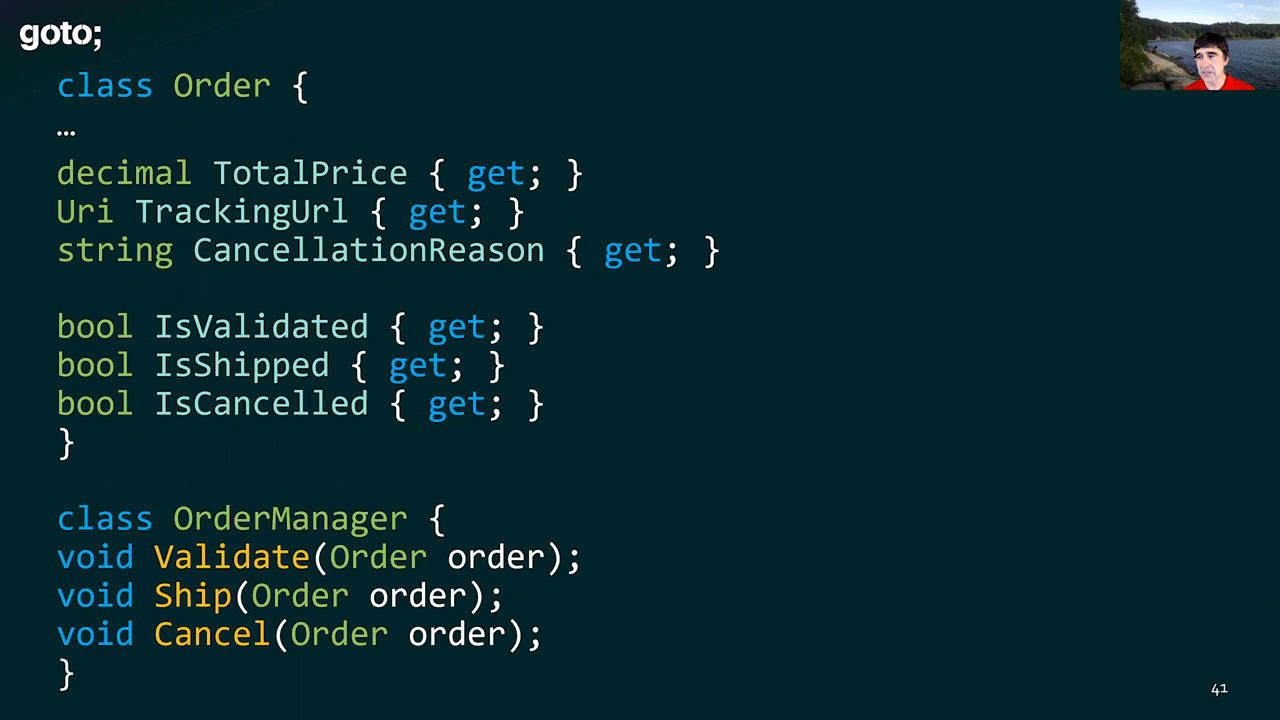 goto;
class Order {
…
decimal TotalPrice { get; }
Uri TrackingUrl { get; }
string CancellationReason { get; }
bool IsValidated { get; }
bool IsShipped { get; }
bool IsCancelled { get; }
}
class OrderManager {
void Validate(Order order);
void Ship(Order order);
void Cancel(Order order);
}
41